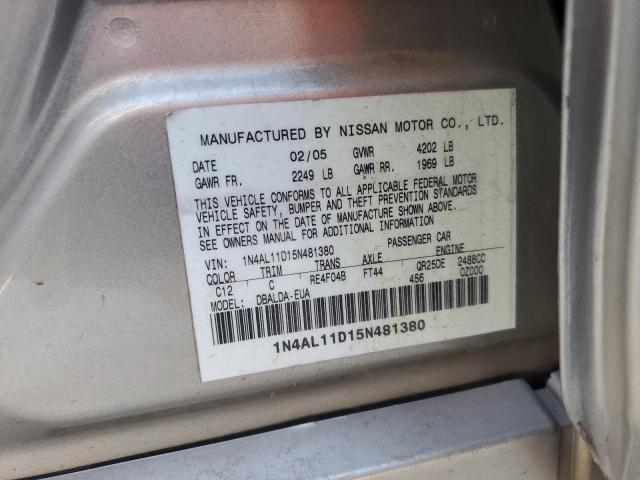 MANUFACTURED BY NISSAN MOTOR CO., LTD.
DATE 02/05 GVWR 4202 LB
GAWR FR. 2249 LB GAWR RR. 1969 LB
THIS VEHICLE CONFORMS TO ALL APPLICABLE FEDERAL MOTOR
VEHICLE SAFETY, BUMPER AND THEFT PREVENTION STANDARDS
IN EFFECT ON THE DATE OF MANUFACTURE SHOWN ABOVE.
SEE OWNERS MANUAL FOR ADDITIONAL INFORMATION
VIN: 1N4AL11D15N481380 PASSENGER CAR
COLOR TRIM TRANS AXLE ENGINE
C12 C RE4F04B FT44 QR25DE 2488CC
MODEL: DBALDA-EUA 456 OZ000
1N4AL11D15N481380